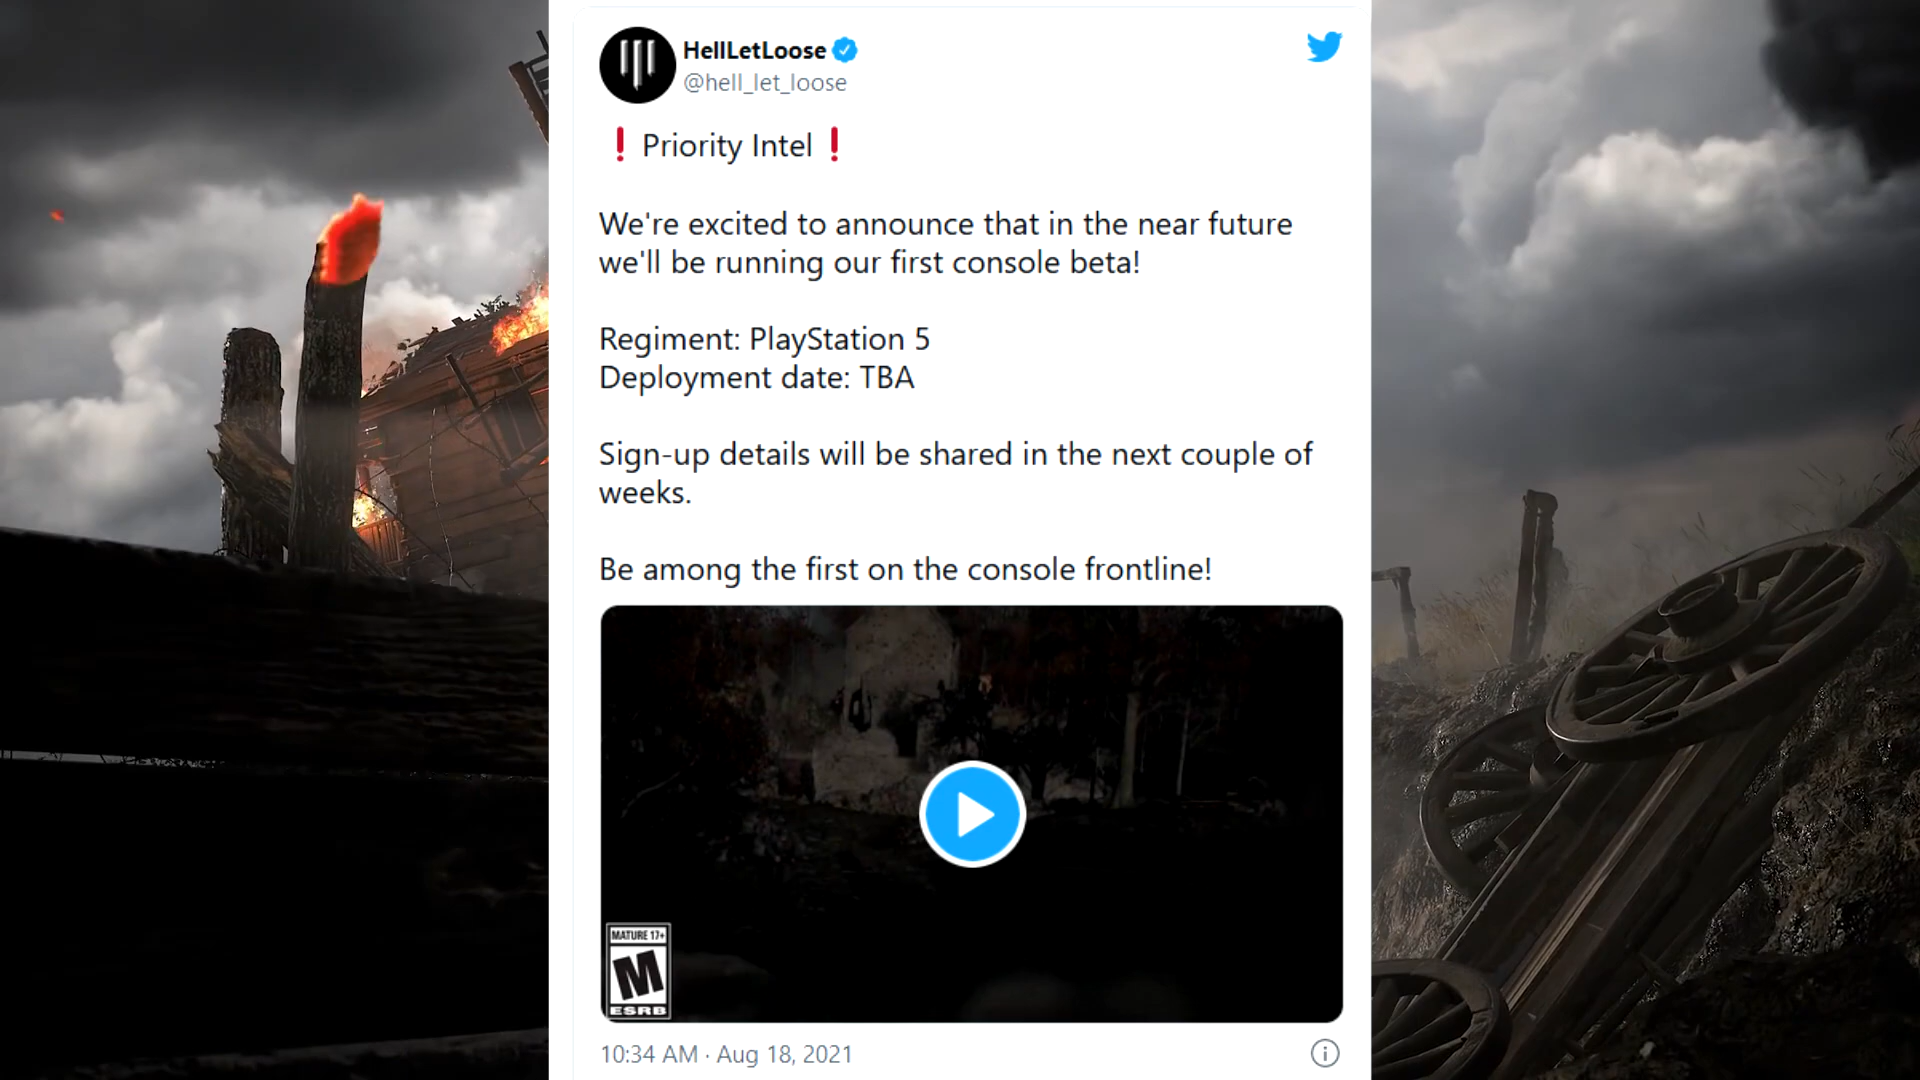 HellLetLoose
@hell_let_loose
❗ Priority Intel ❗
We're excited to announce that in the near future
we'll be running our first console beta!
Regiment: PlayStation 5
Deployment date: TBA
Sign-up details will be shared in the next couple of
weeks.
Be among the first on the console frontline!
MATURE 17+
M
ESRB
10:34 AM · Aug 18, 2021